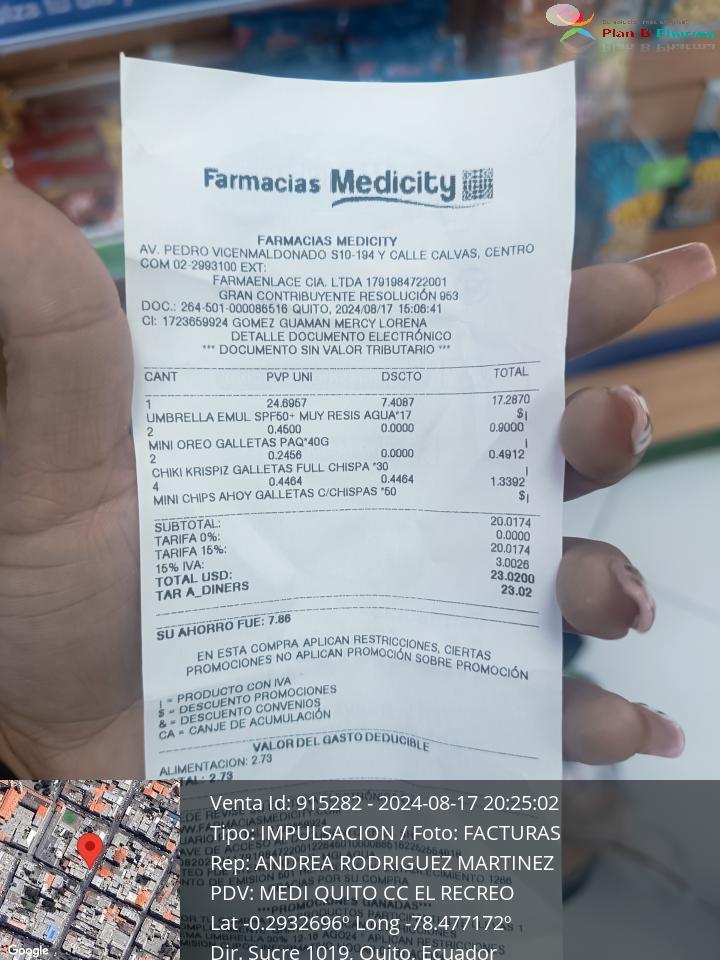 Plan B Pharma
Farmacias Medicity
FARMACIAS MEDICITY
AV. PEDRO VICENMALDONADO S10-194 Y CALLE CALVAS, CENTRO
COM 02-2993100 EXT:
FARMAENLACE CIA. LTDA 1791984722001
GRAN CONTRIBUYENTE RESOLUCIÓN 953
DOC.: 264-501-000086516 QUITO, 2024/08/17 15:06:41
CI: 1723659924 GOMEZ GUAMAN MERCY LORENA
DETALLE DOCUMENTO ELECTRÓNICO
*** DOCUMENTO SIN VALOR TRIBUTARIO ***
CANT PVP UNI DSCTO TOTAL
1 24.6957 7.4087 17.2870
UMBRELLA EMUL SPF50+ MUY RESIS AGUA*17 $¡
2 0.4500 0.0000 0.9000
MINI OREO GALLETAS PAQ*40G |
2 0.2456 0.0000 0.4912
CHIKI KRISPIZ GALLETAS FULL CHISPA *30 |
4 0.4464 0.4464 1.3392
MINI CHIPS AHOY GALLETAS C/CHISPAS *50 $¡
SUBTOTAL: 20.0174
TARIFA 0%: 0.0000
TARIFA 15%: 20.0174
15% IVA: 3.0026
TOTAL USD: 23.0200
TAR A_DINERS 23.02
SU AHORRO FUE: 7.86
EN ESTA COMPRA APLICAN RESTRICCIONES, CIERTAS
PROMOCIONES NO APLICAN PROMOCIÓN SOBRE PROMOCIÓN
| = PRODUCTO CON IVA
$ = DESCUENTO PROMOCIONES
& = DESCUENTO CONVENIOS
CA = CANJE DE ACUMULACIÓN
VALOR DEL GASTO DEDUCIBLE
ALIMENTACION: 2.73
TAL: 2.73
Venta Id: 915282 - 2024-08-17 20:25:02
Tipo: IMPULSACION / Foto: FACTURAS
Rep: ANDREA RODRIGUEZ MARTINEZ
PDV: MEDI QUITO CC EL RECREO
Lat -0.2932696º Long -78.477172º
Dir. Sucre 1019, Quito, Ecuador
Google